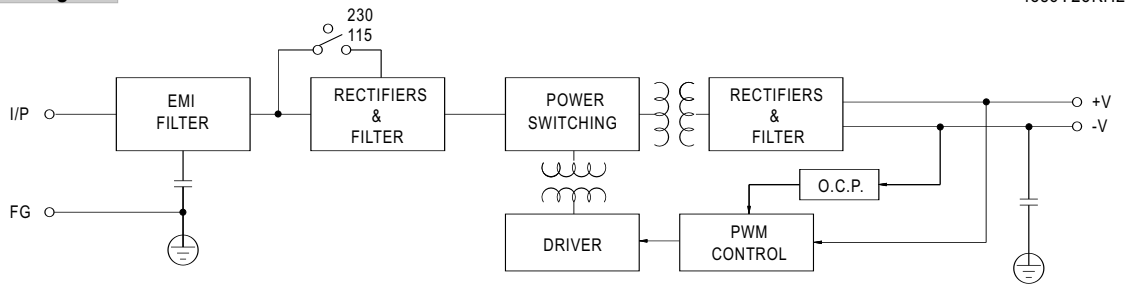 230
115
I/P
EMI
FILTER
RECTIFIERS
&
FILTER
POWER
SWITCHING
RECTIFIERS
&
FILTER
+V
-V
O.C.P.
FG
DRIVER
PWM
CONTROL